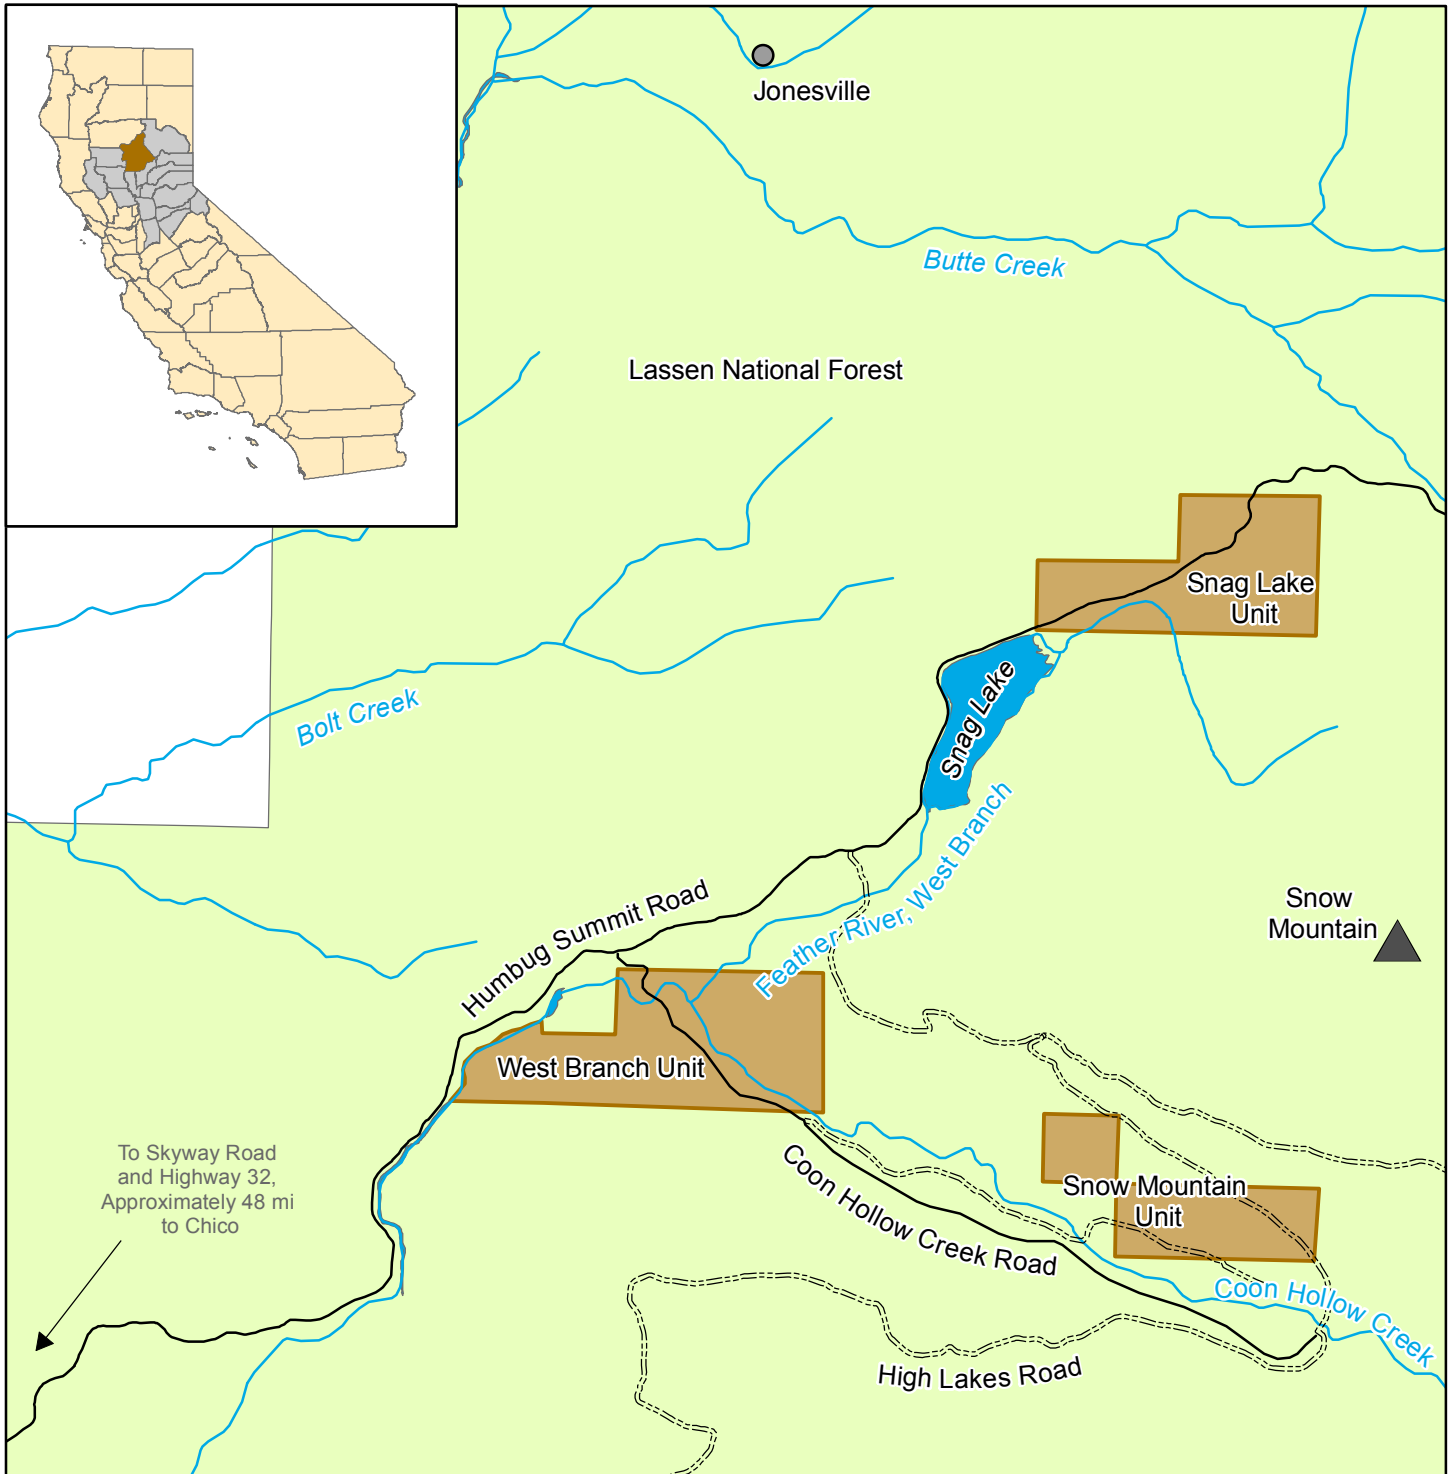 Jonesville
Butte Creek
Lassen National Forest
Snag Lake
Unit
Snag Lake
Bolt Creek
Feather River, West Branch
Humbug Summit Road
Snow
Mountain
West Branch Unit
To Skyway Road
and Highway 32,
Approximately 48 mi
to Chico
Coon Hollow Creek Road
Snow Mountain
Unit
Coon Hollow Creek
High Lakes Road